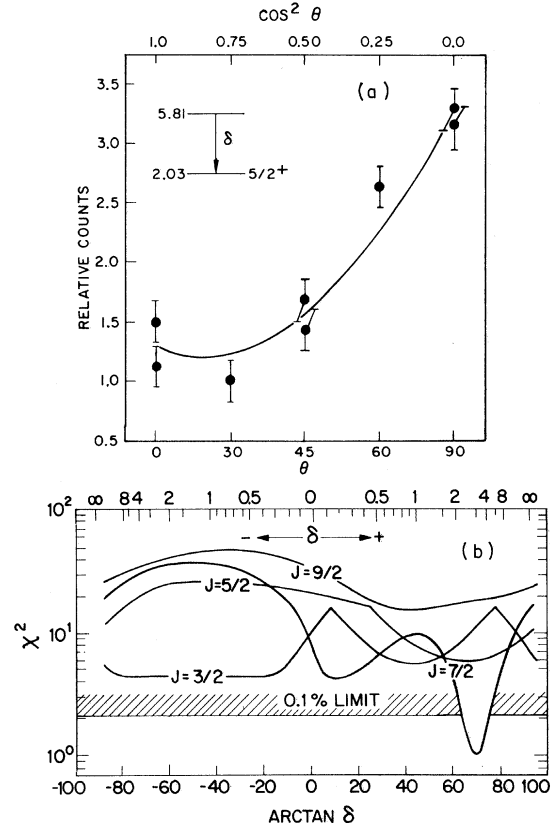 COS² θ
1.0 0.75 0.50 0.25 0.0
3.5
3.0
2.5
2.0
1.5
1.0
0.5
RELATIVE COUNTS
(a)
5.81
δ
2.03 5/2+
0 30 45 60 90
θ
∞ 8 4 2 1 0.5 0 0.5 1 2 4 8 ∞
- δ +
(b)
J=9/2
J=5/2
J=7/2
J=3/2
0.1% LIMIT
10²
10¹
10⁰
χ²
-100 -80 -60 -40 -20 0 20 40 60 80 100
ARCTAN δ